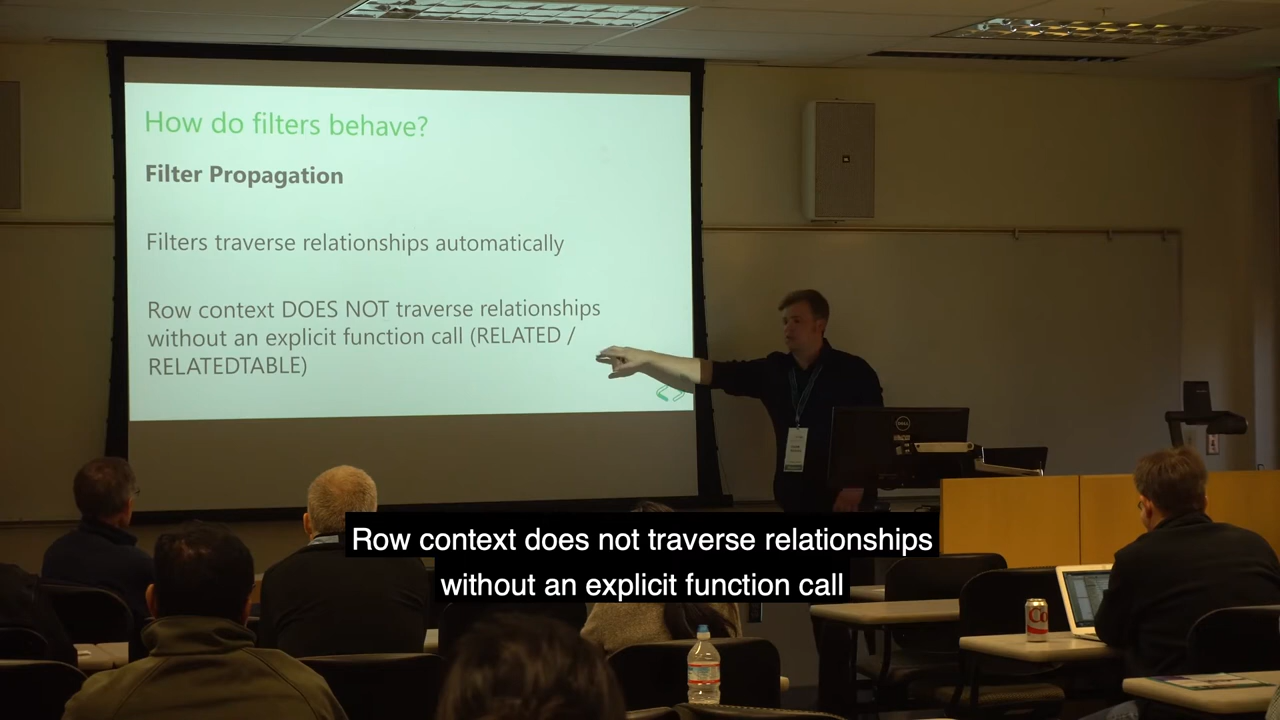 How do filters behave?
Filter Propagation
Filters traverse relationships automatically
Row context DOES NOT traverse relationships
without an explicit function call (RELATED /
RELATEDTABLE)
DELL
Row context does not traverse relationships
without an explicit function call